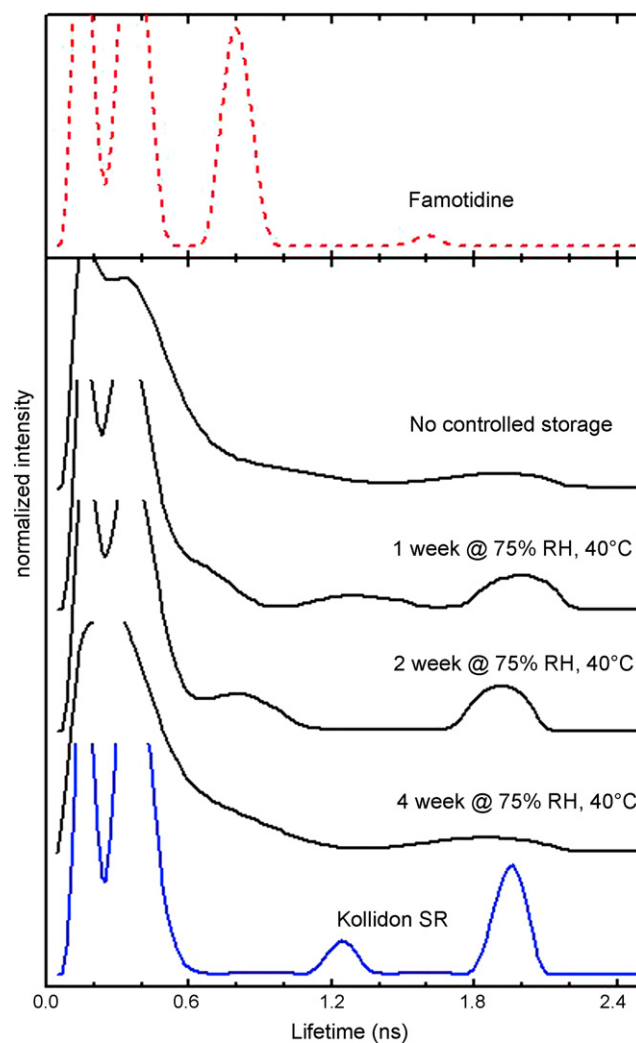 Famotidine
normalized intensity
No controlled storage
1 week @ 75% RH, 40°C
2 week @ 75% RH, 40°C
4 week @ 75% RH, 40°C
Kollidon SR
0.0 0.6 1.2 1.8 2.4
Lifetime (ns)